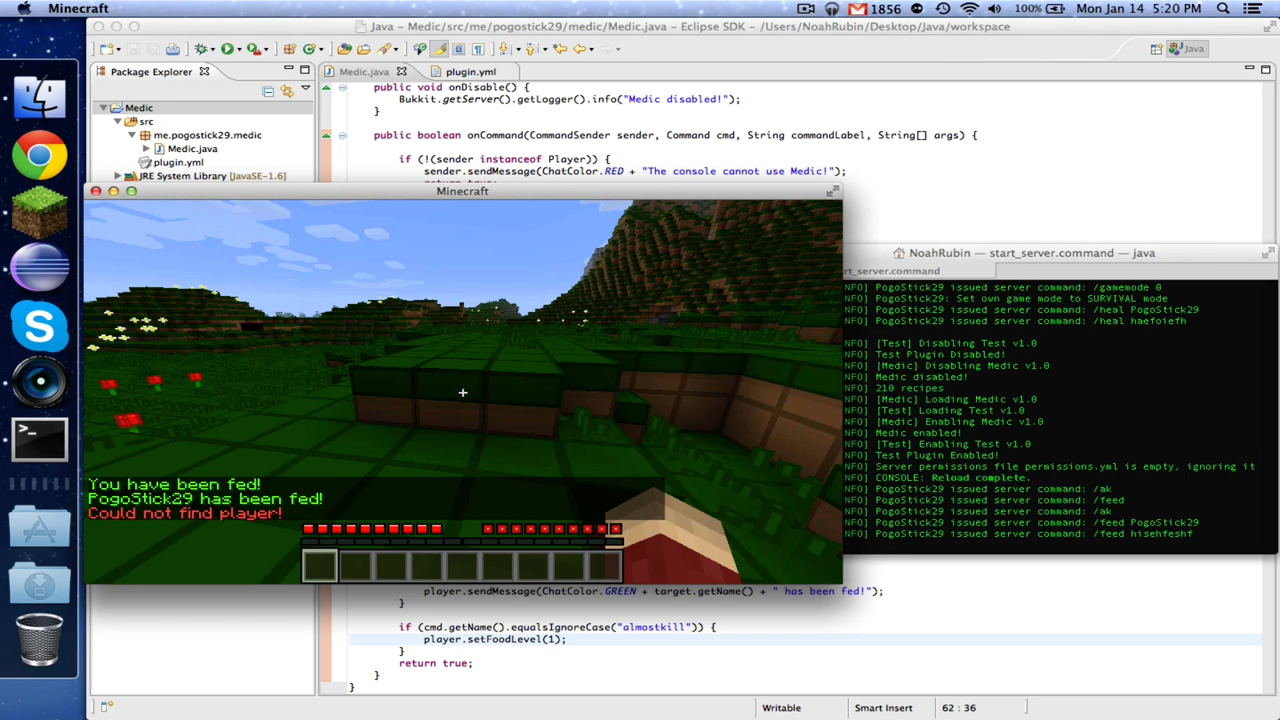 Minecraft
1856
100%
Mon Jan 14
5:20 PM
Java – Medic/src/me/pogostick29/medic/Medic.java – Eclipse SDK – /Users/NoahRubin/Desktop/Java/workspace
Java
Package Explorer
Medic
src
me.pogostick29.medic
Medic.java
plugin.yml
JRE System Library [JavaSE-1.6]
Medic.java
plugin.yml
public void onDisable() {
Bukkit.getServer().getLogger().info("Medic disabled!");
}
public boolean onCommand(CommandSender sender, Command cmd, String commandLabel, String[] args) {
if (!(sender instanceof Player)) {
sender.sendMessage(ChatColor.RED + "The console cannot use Medic!");
Minecraft
You have been fed!
PogoStick29 has been fed!
Could not find player!
NoahRubin — start_server.command — java
rt_server.command
NFO] PogoStick29 issued server command: /gamemode 0
NFO] PogoStick29: Set own game mode to SURVIVAL mode
NFO] PogoStick29 issued server command: /heal PogoStick29
NFO] PogoStick29 issued server command: /heal haefoiefh
NFO] [Test] Disabling Test v1.0
NFO] Test Plugin Disabled!
NFO] [Medic] Disabling Medic v1.0
NFO] Medic disabled!
NFO] 210 recipes
NFO] [Medic] Loading Medic v1.0
NFO] [Test] Loading Test v1.0
NFO] [Medic] Enabling Medic v1.0
NFO] Medic enabled!
NFO] [Test] Enabling Test v1.0
NFO] Test Plugin Enabled!
NFO] Server permissions file permissions.yml is empty, ignoring it
NFO] CONSOLE: Reload complete.
NFO] PogoStick29 issued server command: /ak
NFO] PogoStick29 issued server command: /feed
NFO] PogoStick29 issued server command: /ak
NFO] PogoStick29 issued server command: /feed PogoStick29
NFO] PogoStick29 issued server command: /feed hisehfeshf
player.sendMessage(ChatColor.GREEN + target.getName() + " has been fed!");
}
if (cmd.getName().equalsIgnoreCase("almostkill")) {
player.setFoodLevel(1);
}
return true;
}
}
Writable
Smart Insert
62 : 36